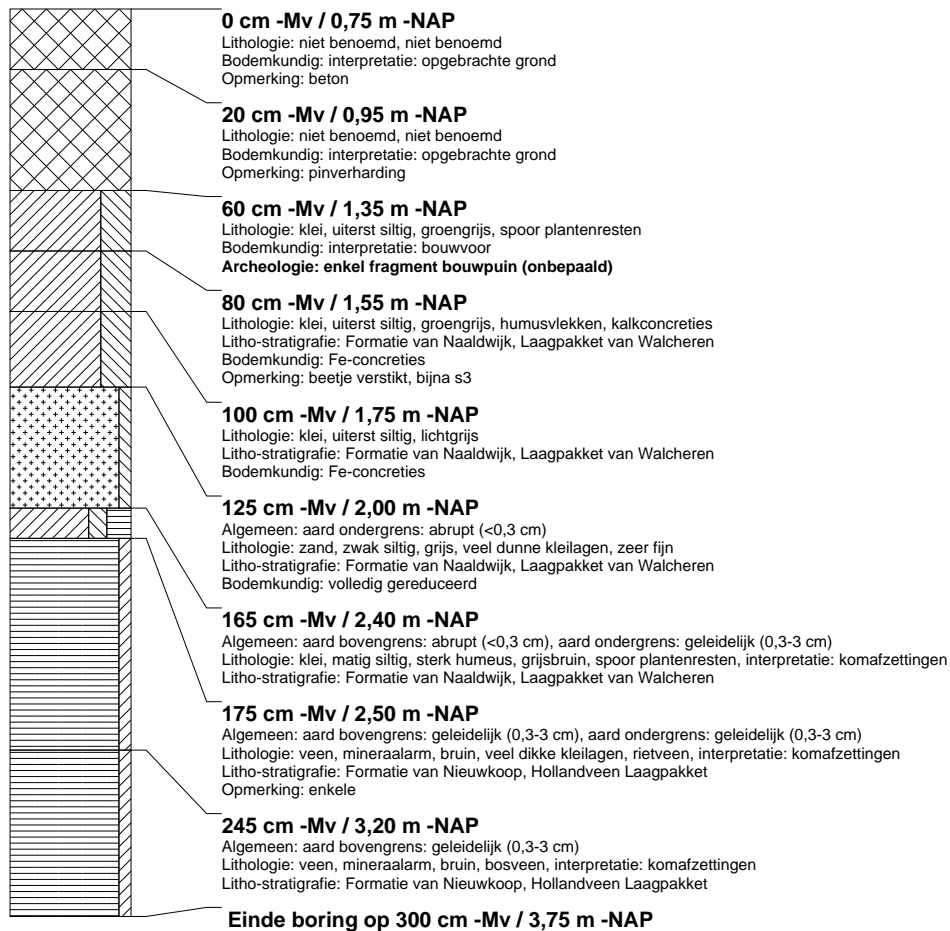 0 cm -Mv / 0,75 m -NAP
Lithologie: niet benoemd, niet benoemd
Bodemkundig: interpretatie: opgebrachte grond
Opmerking: beton
20 cm -Mv / 0,95 m -NAP
Lithologie: niet benoemd, niet benoemd
Bodemkundig: interpretatie: opgebrachte grond
Opmerking: pinverharding
60 cm -Mv / 1,35 m -NAP
Lithologie: klei, uiterst siltig, groengrijs, spoor plantenresten
Bodemkundig: interpretatie: bouwvoor
Archeologie: enkel fragment bouwpuin (onbepaald)
80 cm -Mv / 1,55 m -NAP
Lithologie: klei, uiterst siltig, groengrijs, humusvlekken, kalkconcreties
Litho-stratigrafie: Formatie van Naaldwijk, Laagpakket van Walcheren
Bodemkundig: Fe-concreties
Opmerking: beetje verstikt, bijna s3
100 cm -Mv / 1,75 m -NAP
Lithologie: klei, uiterst siltig, lichtgrijs
Litho-stratigrafie: Formatie van Naaldwijk, Laagpakket van Walcheren
Bodemkundig: Fe-concreties
125 cm -Mv / 2,00 m -NAP
Algemeen: aard ondergrens: abrupt (<0,3 cm)
Lithologie: zand, zwak siltig, grijs, veel dunne kleilagen, zeer fijn
Litho-stratigrafie: Formatie van Naaldwijk, Laagpakket van Walcheren
Bodemkundig: volledig gereduceerd
165 cm -Mv / 2,40 m -NAP
Algemeen: aard bovengrens: abrupt (<0,3 cm), aard ondergrens: geleidelijk (0,3-3 cm)
Lithologie: klei, matig siltig, sterk humeus, grijsbruin, spoor plantenresten, interpretatie: komafzettingen
Litho-stratigrafie: Formatie van Naaldwijk, Laagpakket van Walcheren
175 cm -Mv / 2,50 m -NAP
Algemeen: aard bovengrens: geleidelijk (0,3-3 cm), aard ondergrens: geleidelijk (0,3-3 cm)
Lithologie: veen, mineraalarm, bruin, veel dikke kleilagen, rietveen, interpretatie: komafzettingen
Litho-stratigrafie: Formatie van Nieuwkoop, Hollandveen Laagpakket
Opmerking: enkele
245 cm -Mv / 3,20 m -NAP
Algemeen: aard bovengrens: geleidelijk (0,3-3 cm)
Lithologie: veen, mineraalarm, bruin, bosveen, interpretatie: komafzettingen
Litho-stratigrafie: Formatie van Nieuwkoop, Hollandveen Laagpakket
Einde boring op 300 cm -Mv / 3,75 m -NAP